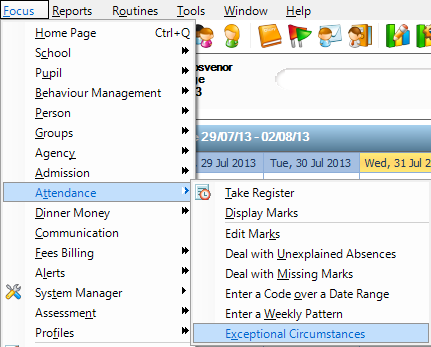 Focus Reports Routines Tools Window Help
Home Page Ctrl+Q
School
Pupil
Behaviour Management
Person
Groups
Agency
Admission
Attendance
Dinner Money
Communication
Fees Billing
Alerts
System Manager
Assessment
Profiles
29/07/13 - 02/08/13
29 Jul 2013 Tue, 30 Jul 2013 Wed, 31 Jul 2
Take Register
Display Marks
Edit Marks
Deal with Unexplained Absences
Deal with Missing Marks
Enter a Code over a Date Range
Enter a Weekly Pattern
Exceptional Circumstances